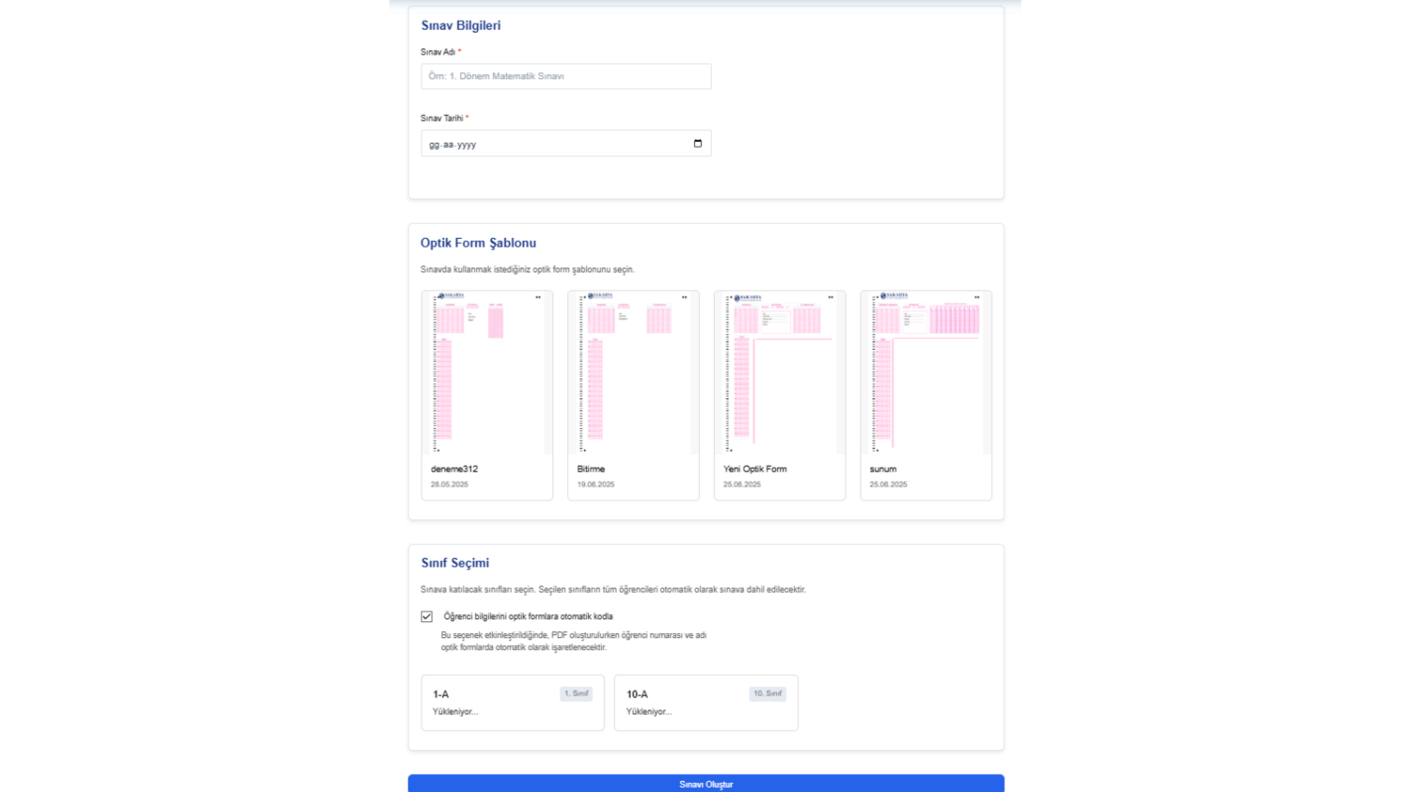 Sınav Bilgileri
Sınav Adı *
Örn: 1. Dönem Matematik Sınavı
Sınav Tarihi *
gg-aa-yyyy
Optik Form Şablonu
Sınavda kullanmak istediğiniz optik form şablonunu seçin.
SAKARYA SAKARYA SAKARYA SAKARYA
deneme312 Bitirme Yeni Optik Form sunum
28.05.2025 19.06.2025 25.06.2025 25.06.2025
Sınıf Seçimi
Sınava katılacak sınıfları seçin. Seçilen sınıfların tüm öğrencileri otomatik olarak sınava dahil edilecektir.
Öğrenci bilgilerini optik formlara otomatik kodla
Bu seçenek etkinleştirildiğinde, PDF oluşturulurken öğrenci numarası ve adı
optik formlarda otomatik olarak işaretlenecektir.
1-A 1. Sınıf 10-A 10. Sınıf
Yükleniyor... Yükleniyor...
Sınavı Oluştur